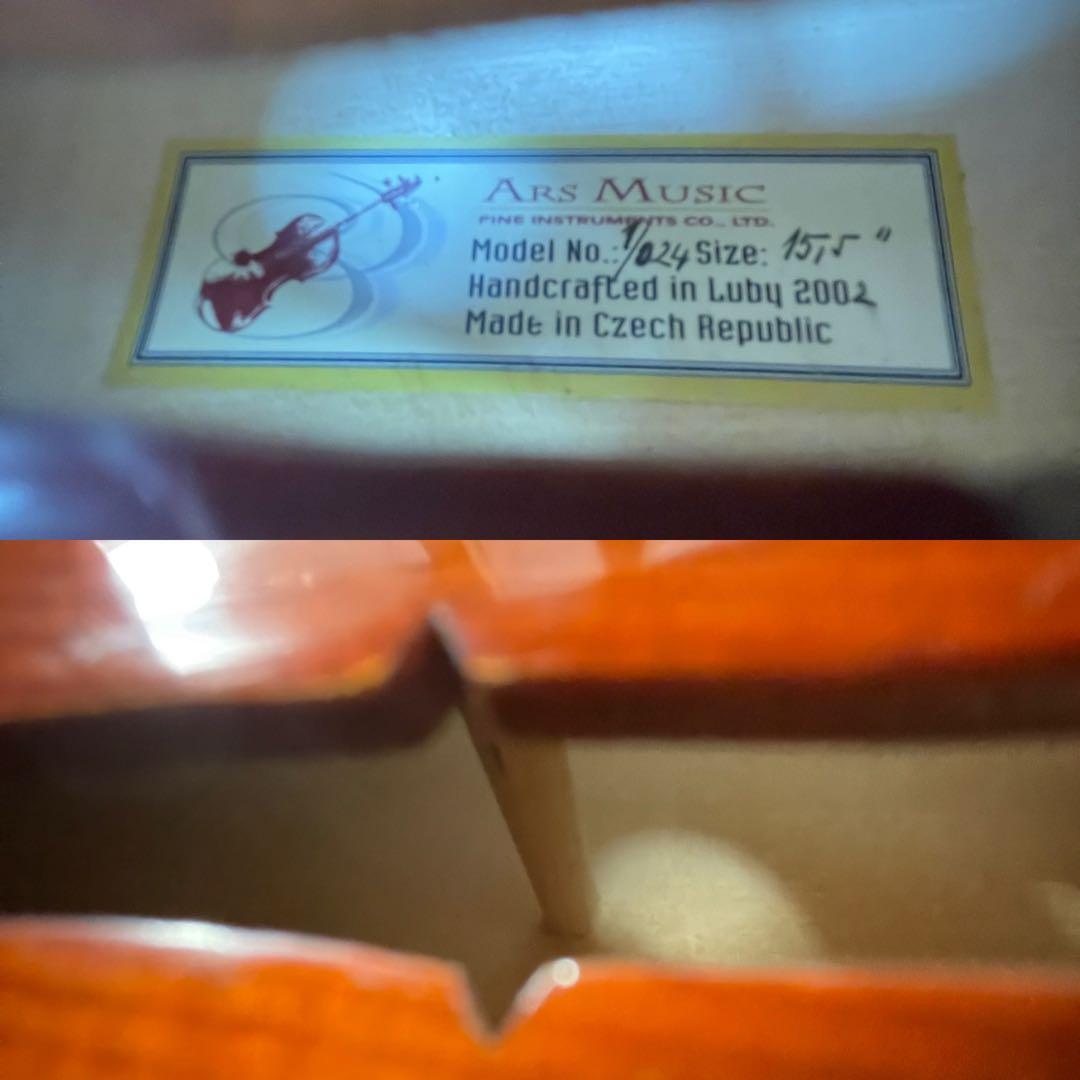 ARS MUSIC
FINE INSTRUMENTS CO., LTD.
Model No.: 1/024 Size: 15,5"
Handcrafted in Luby 2002
Made in Czech Republic